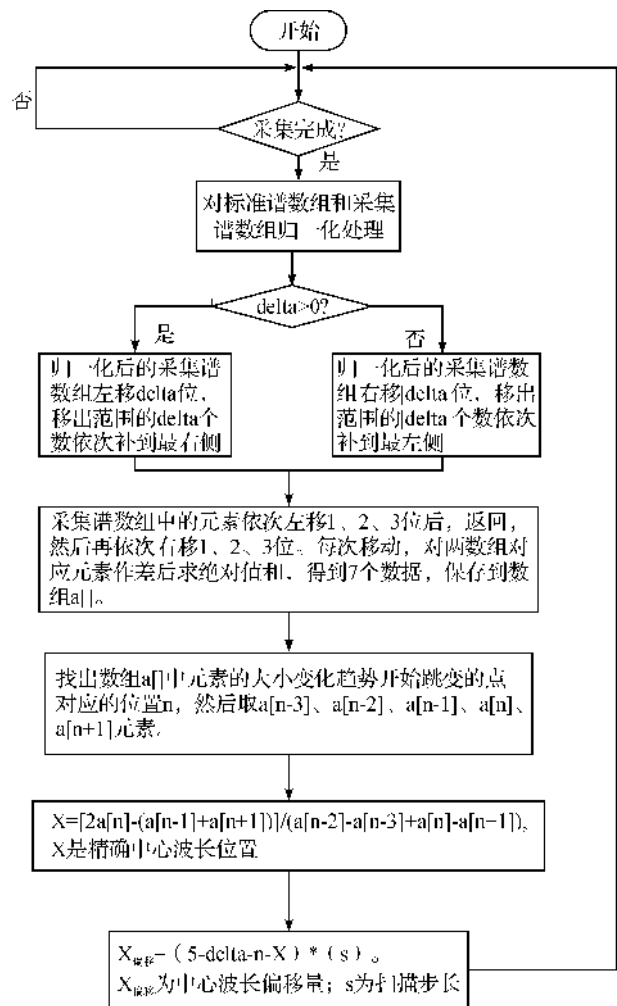 开始
否
采集完成?
是
对标准谱数组和采集
谱数组归一化处理
delta>0?
是
否
归一化后的采集谱
数组左移delta位,
移出范围的delta个
数依次补到最右侧
归一化后的采集谱数
组右移|delta|位, 移出
范围的|delta|个数依次
补到最左侧
采集谱数组中的元素依次左移1、2、3位后, 返回,
然后再依次右移1、2、3位。每次移动, 对两数组对
应元素作差后求绝对值和, 得到7个数据, 保存到数
组a[]。
找出数组a[]中元素的大小变化趋势开始跳变的点
对应的位置n, 然后取a[n-3]、a[n-2]、a[n-1]、a[n]、
a[n+1]元素。
X=[2a[n]-(a[n-1]+a[n+1])]/(a[n-2]-a[n-3]+a[n]-a[n+1]),
X是精确中心波长位置
X偏移=（5-delta-n-X）*（s）。
X偏移为中心波长偏移量; s为扫描步长